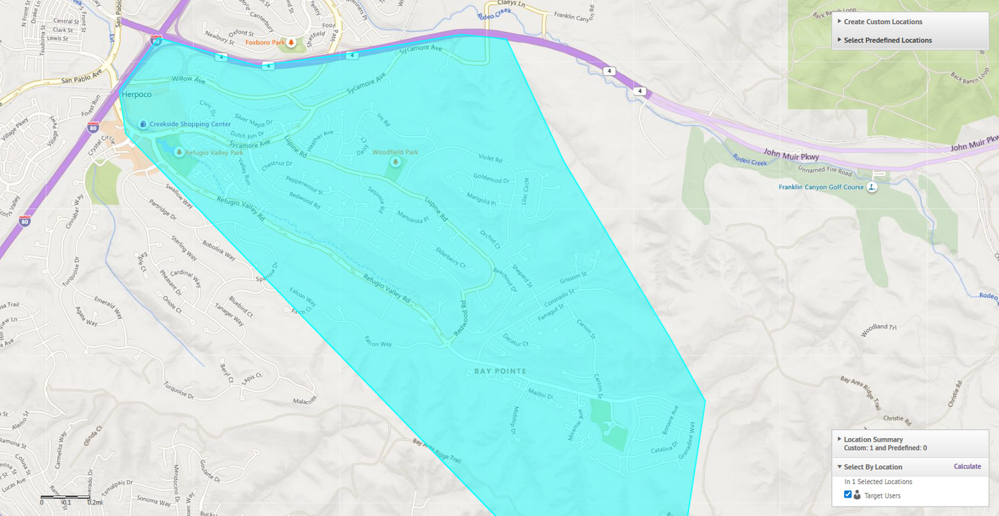 Claeys Ln
Rodeo Creek
Franklin Canyon Rd
Back Ranch Loop
Create Custom Locations
Select Predefined Locations
N Front St
Tsushima St
Central St
Clark St
Lewis St
S Front St
San Pablo
Ext
Newbury St
Oxford St
Canterbury
Foxboro Park
Sheffield
4
4
4
4
4
80
San Pablo Ave
Willow Ave
Sycamore Ave
Sycamore Ave
Herpoco
Forest Run
Village Pkwy
Civic Dr
Creekside Shopping Center
Silver Maple Dr
Dutch Elm Dr
Sycamore Ave
Heather Ave
Iris Rd
Daisy Ct
Lupine Rd
80
Crystal Circle
Refugio Valley Park
Valley Run
Woodfield Park
Violet Rd
Chestnut Dr
Pepperwood St
Redwood Rd
Goldenrod Dr
Marigold Pl
Lilac Circle
Sequoia Rd
Manzanita Pl
Lupine Rd
John Muir Pkwy
John Muir Pkw
Rodeo Creek
Unnamed Fire Road
Franklin Canyon Golf Course
Back Ranch Loop
Swallow Way
Partridge Dr
Cinnabar Way
Refugio Valley Rd
80
Starling Way
Bobolink Way
Orchid Ct
Elderberry Ct
Beechnut Dr
Shepard St
Grissom St
Coronado St
Farragut St
Eagle Ct
Cardinal Way
Pheasant Dr
Oriole Ct
Sparrow Dr
Turquoise Dr
Refugio Valley Rd
Falcon Way
Finch Ct
Bluebird Ct
Tanager Way
Emerald Way
Agate Way
Redwood Rd
Carson St
Decatur Ct
Falcon Way
Woodland Trl
Rodeo
BAY POINTE
Beryl Ct
Lapis Ct
Turquoise Dr
Malachite
Carson St
Malibu Dr
Midship Dr
Miramar Ave
Bonaire Ave
Grenadine Way
Catalina Dr
Bay Area Ridge Trail
Christie Rd
Christie Rd
Alamo St
Ramona St
Colusa St
Lucas Ave
Carmelita Way
Olinda Ct
Bay Area Ridge Trail
Mendocino Dr
Goularte Dr
Tamalpais Dr
Sonoma Way
Location Summary
Custom: 1 and Predefined: 0
Select By Location
Calculate
In 1 Selected Locations
Target Users
0 0.1 0.2mi